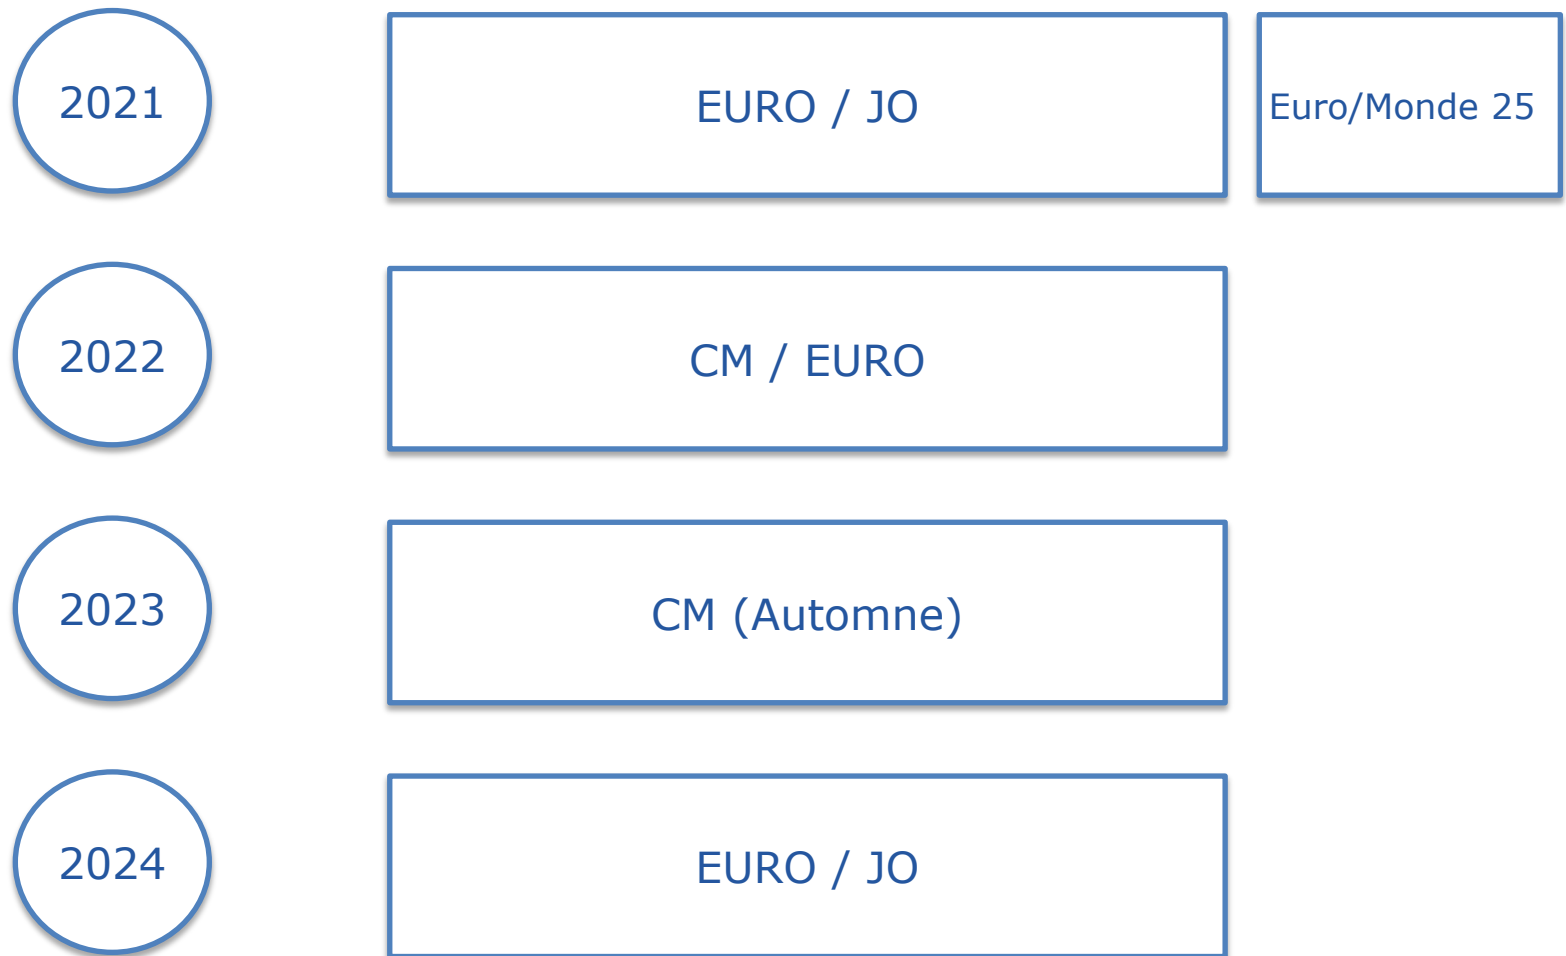 2021
EURO / JO
Euro/Monde 25
2022
CM / EURO
2023
CM (Automne)
2024
EURO / JO